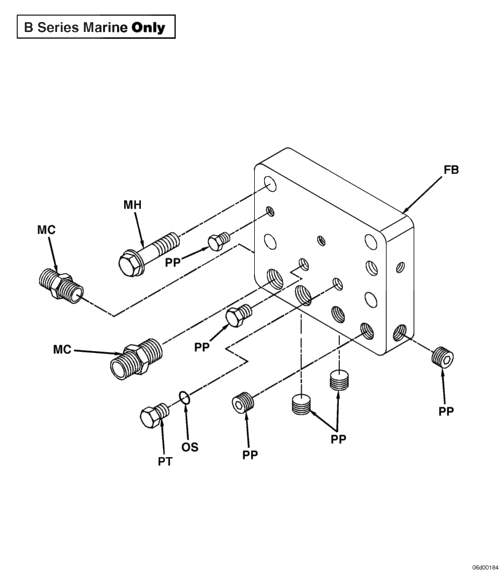 B Series Marine Only
FB
MH
MC
PP
MC
PP
PP
PP
OS
PP
PT
06d00184